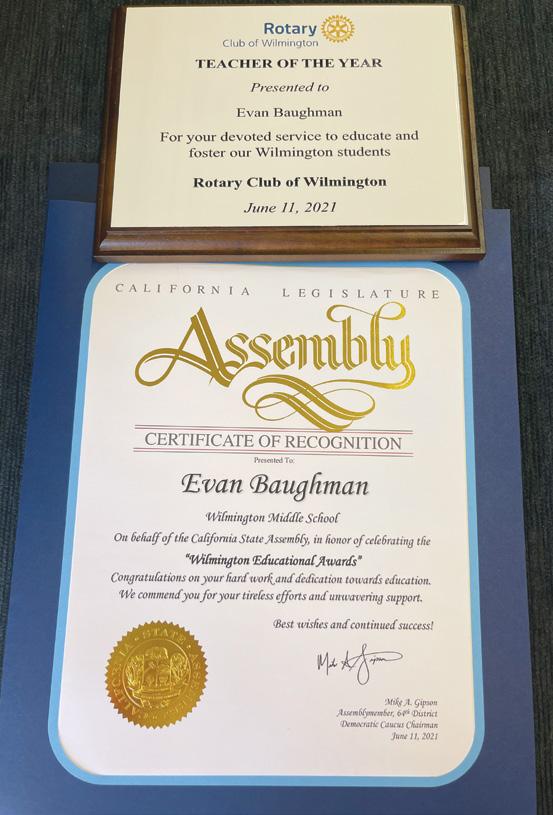 Rotary
Club of Wilmington
TEACHER OF THE YEAR
Presented to
Evan Baughman
For your devoted service to educate and
foster our Wilmington students
Rotary Club of Wilmington
June 11, 2021
CALIFORNIA LEGISLATURE
Assembly
CERTIFICATE OF RECOGNITION
Presented To:
Evan Baughman
Wilmington Middle School
On behalf of the California State Assembly, in honor of celebrating the
"Wilmington Educational Awards"
Congratulations on your hard work and dedication towards education.
We commend you for your tireless efforts and unwavering support.
Best wishes and continued success!
Mike A. Gipson
Assemblymember, 64th District
Democratic Caucus Chairman
June 11, 2021